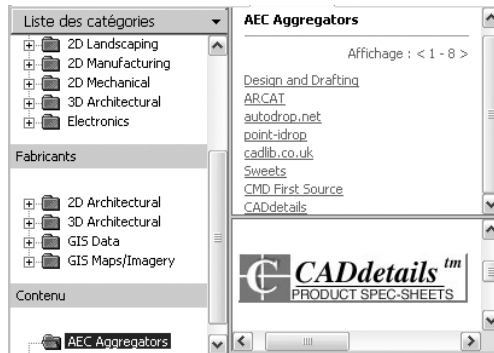 Liste des catégories
2D Landscaping
2D Manufacturing
2D Mechanical
3D Architectural
Electronics
Fabricants
2D Architectural
3D Architectural
GIS Data
GIS Maps/Imagery
Contenu
AEC Aggregators
AEC Aggregators
Affichage : < 1 - 8 >
Design and Drafting
ARCAT
autodrop.net
point-idrop
cadlib.co.uk
Sweets
CMD First Source
CADdetails
CADdetails tm
PRODUCT SPEC-SHEETS